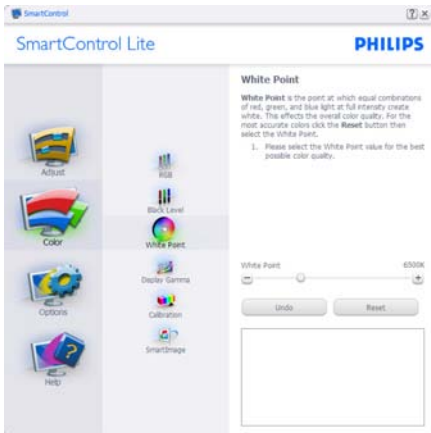 SmartControl
SmartControl Lite
PHILIPS
Adjust
Color
Options
Help
RGB
Black Level
White Point
Display Gamma
Calibration
SmartImage
White Point
White Point is the point at which equal combinations
of red, green, and blue light at full intensity create
white. This effects the overall color quality. For the
most accurate colors click the Reset button then
select the White Point.
1. Please select the White Point value for the best
possible color quality.
White Point 6500K
Undo Reset